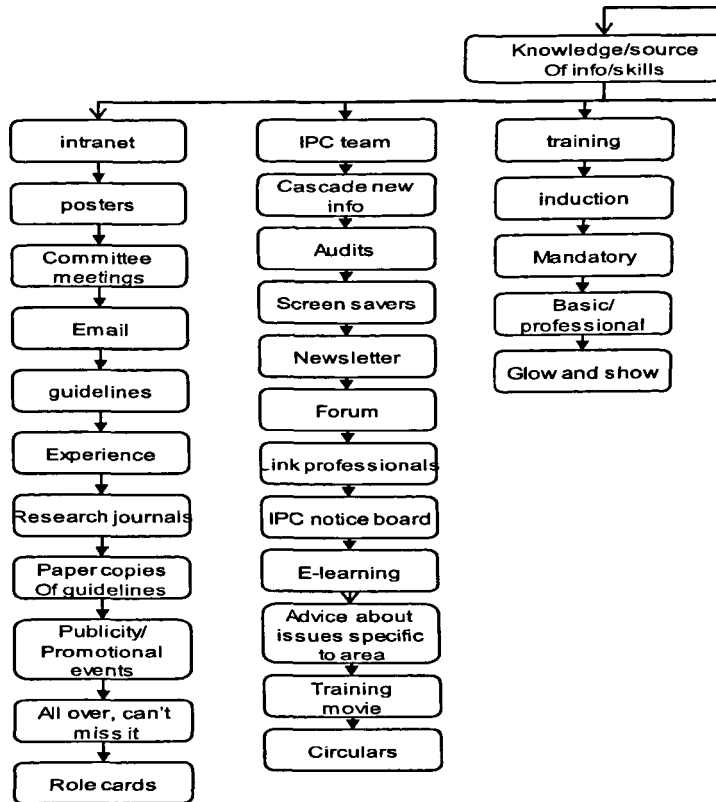 Knowledge/source
Of info/skills
intranet
posters
Committee
meetings
Email
guidelines
Experience
Research journals
Paper copies
Of guidelines
Publicity/
Promotional
events
All over, can't
miss it
Role cards
IPC team
Cascade new
info
Audits
Screen savers
Newsletter
Forum
Link professionals
IPC notice board
E-learning
Advice about
issues specific
to area
Training
movie
Circulars
training
induction
Mandatory
Basic/
professional
Glow and show